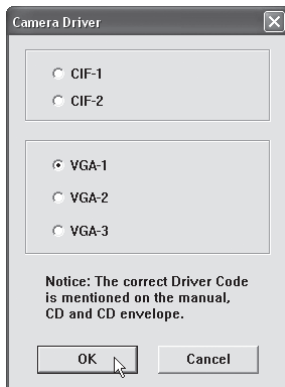 Camera Driver
CIF-1
CIF-2
VGA-1
VGA-2
VGA-3
Notice: The correct Driver Code
is mentioned on the manual,
CD and CD envelope.
OK Cancel